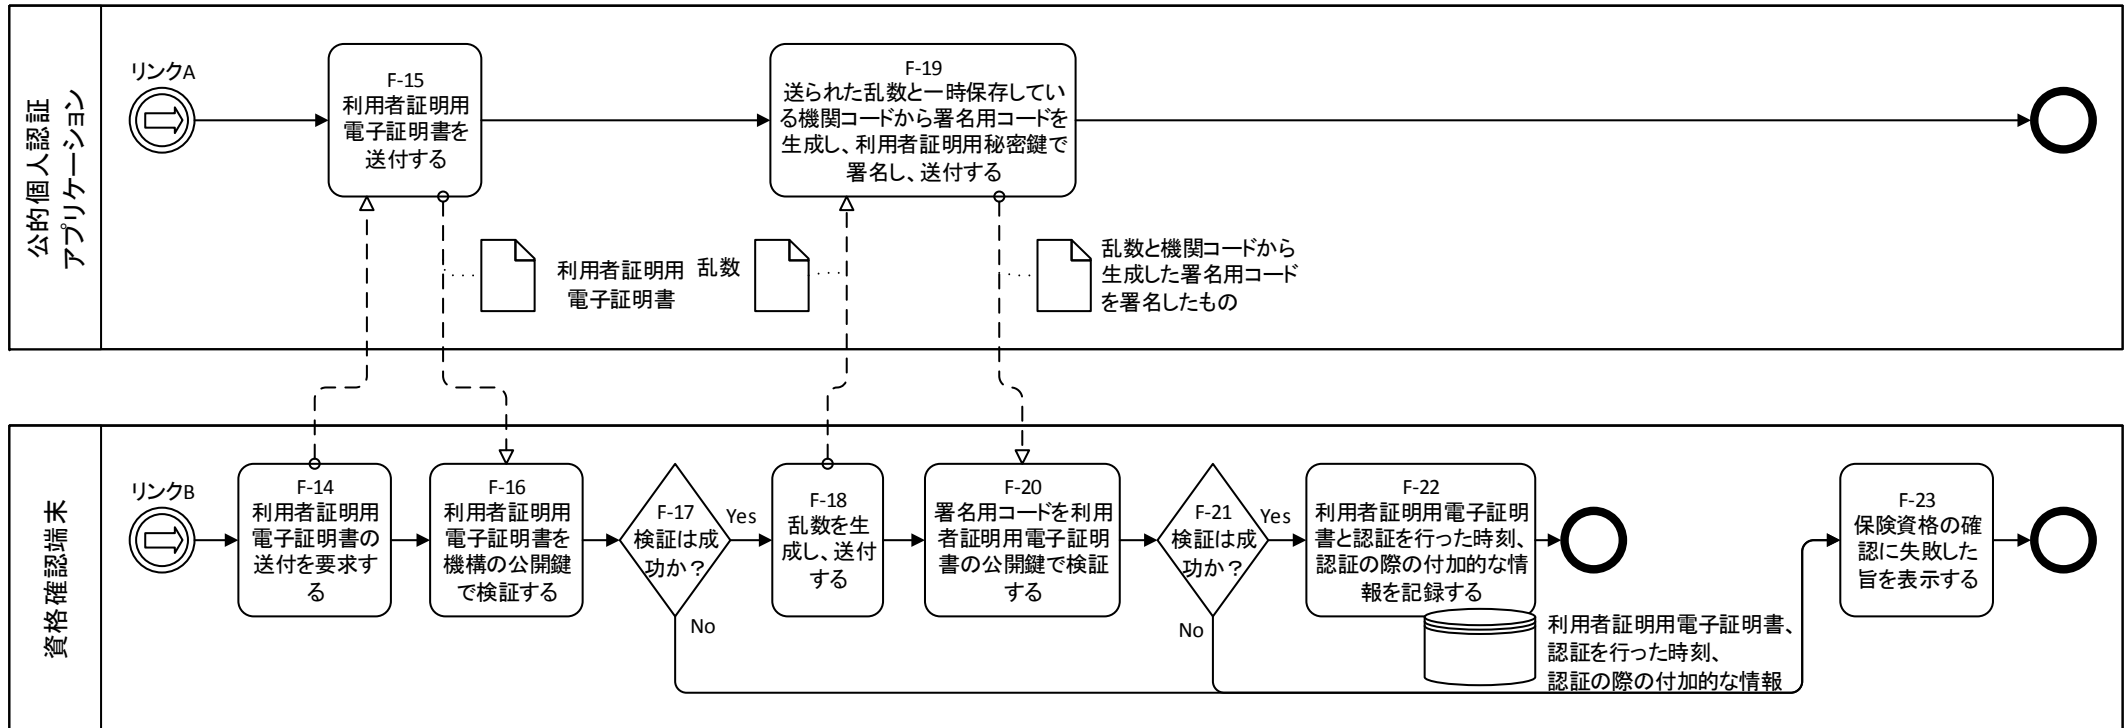 公的個人認証
アプリケーション
リンクA
F-15
利用者証明用
電子証明書を
送付する
F-19
送られた乱数と一時保存してい
る機関コードから署名用コードを
生成し、利用者証明用秘密鍵で
署名し、送付する
利用者証明用
電子証明書
乱数
乱数と機関コードから
生成した署名用コード
を署名したもの
資格確認端末
リンクB
F-14
利用者証明用
電子証明書の
送付を要求す
る
F-16
利用者証明用
電子証明書を
機構の公開鍵
で検証する
F-17
検証は成
功か？
Yes
No
F-18
乱数を生
成し、送付
する
F-20
署名用コードを利用
者証明用電子証明
書の公開鍵で検証
する
F-21
検証は成
功か？
Yes
No
F-22
利用者証明用電子証明
書と認証を行った時刻、
認証の際の付加的な情
報を記録する
利用者証明用電子証明書、
認証を行った時刻、
認証の際の付加的な情報
F-23
保険資格の確
認に失敗した
旨を表示する